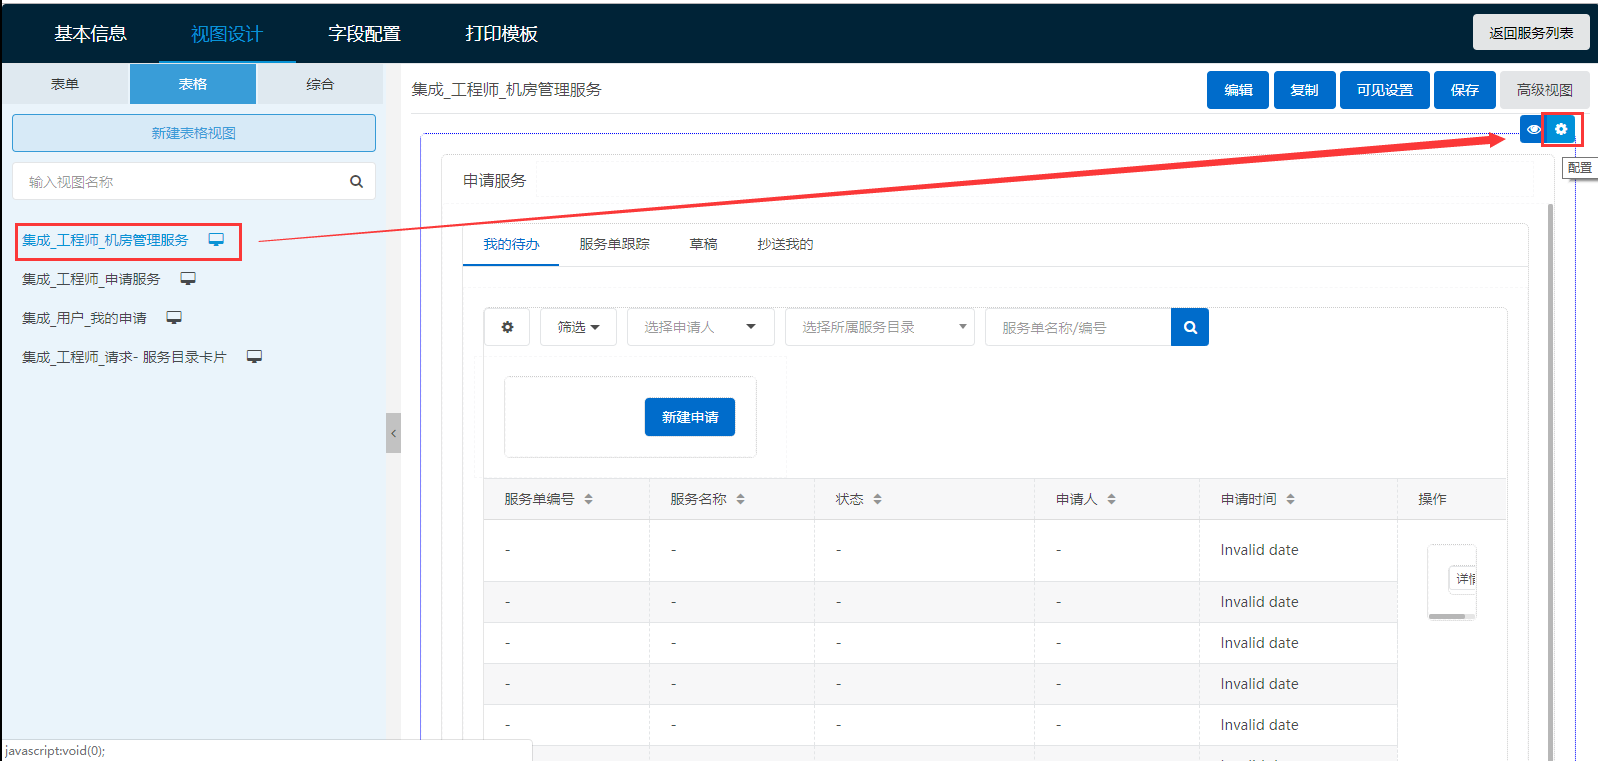 基本信息 视图设计 字段配置 打印模板 返回服务列表
表单 表格 综合
新建表格视图
输入视图名称
集成_工程师_机房管理服务
集成_工程师_申请服务
集成_用户_我的申请
集成_工程师_请求- 服务目录卡片
集成_工程师_机房管理服务 编辑 复制 可见设置 保存 高级视图
配置
申请服务
我的待办 服务单跟踪 草稿 抄送我的
筛选 选择申请人 选择所属服务目录 服务单名称/编号
新建申请
服务单编号 服务名称 状态 申请人 申请时间 操作
- - - - Invalid date 详情
- - - - Invalid date
- - - - Invalid date
- - - - Invalid date
- - - - Invalid date
Invalid date
javascript:void(0);